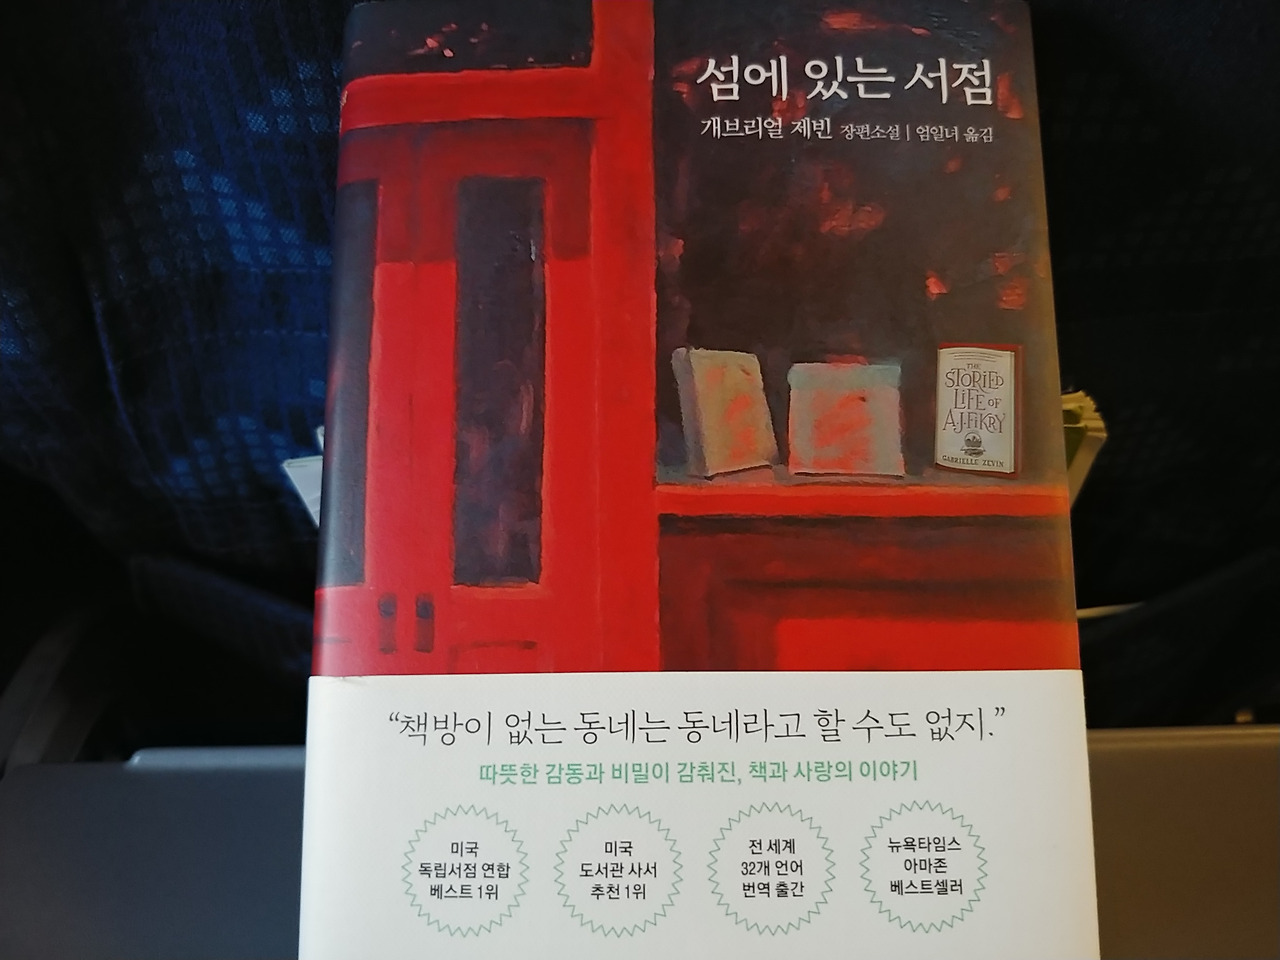 섬에 있는 서점
개브리얼 제빈 장편소설 | 엄일녀 옮김
THE
STORIED
LIFE OF
A.J. FIKRY
GABRIELLE ZEVIN
“책방이 없는 동네는 동네라고 할 수도 없지.”
따뜻한 감동과 비밀이 감춰진, 책과 사랑의 이야기
미국
독립서점 연합
베스트 1위
미국
도서관 사서
추천 1위
전 세계
32개 언어
번역 출간
뉴욕타임스
아마존
베스트셀러